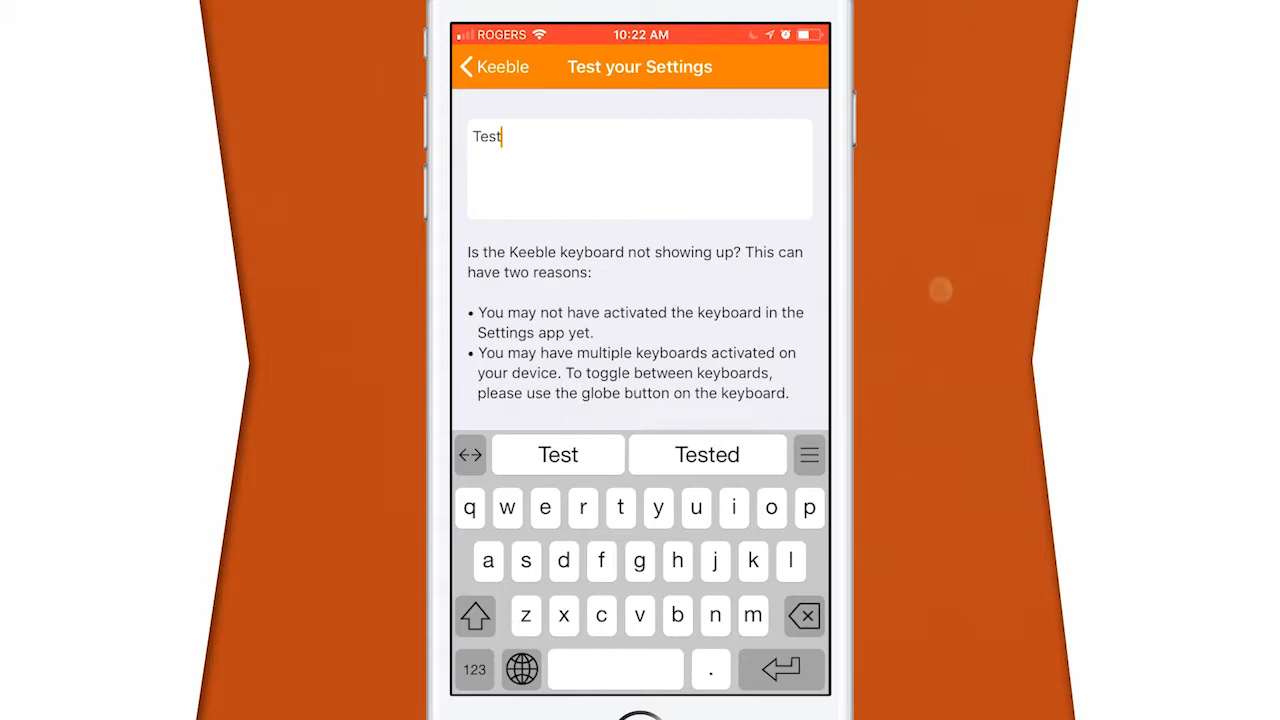 ROGERS 10:22 AM
Keeble Test your Settings
Test
Is the Keeble keyboard not showing up? This can
have two reasons:
• You may not have activated the keyboard in the
Settings app yet.
• You may have multiple keyboards activated on
your device. To toggle between keyboards,
please use the globe button on the keyboard.
Test Tested
q w e r t y u i o p
a s d f g h j k l
z x c v b n m
123 .